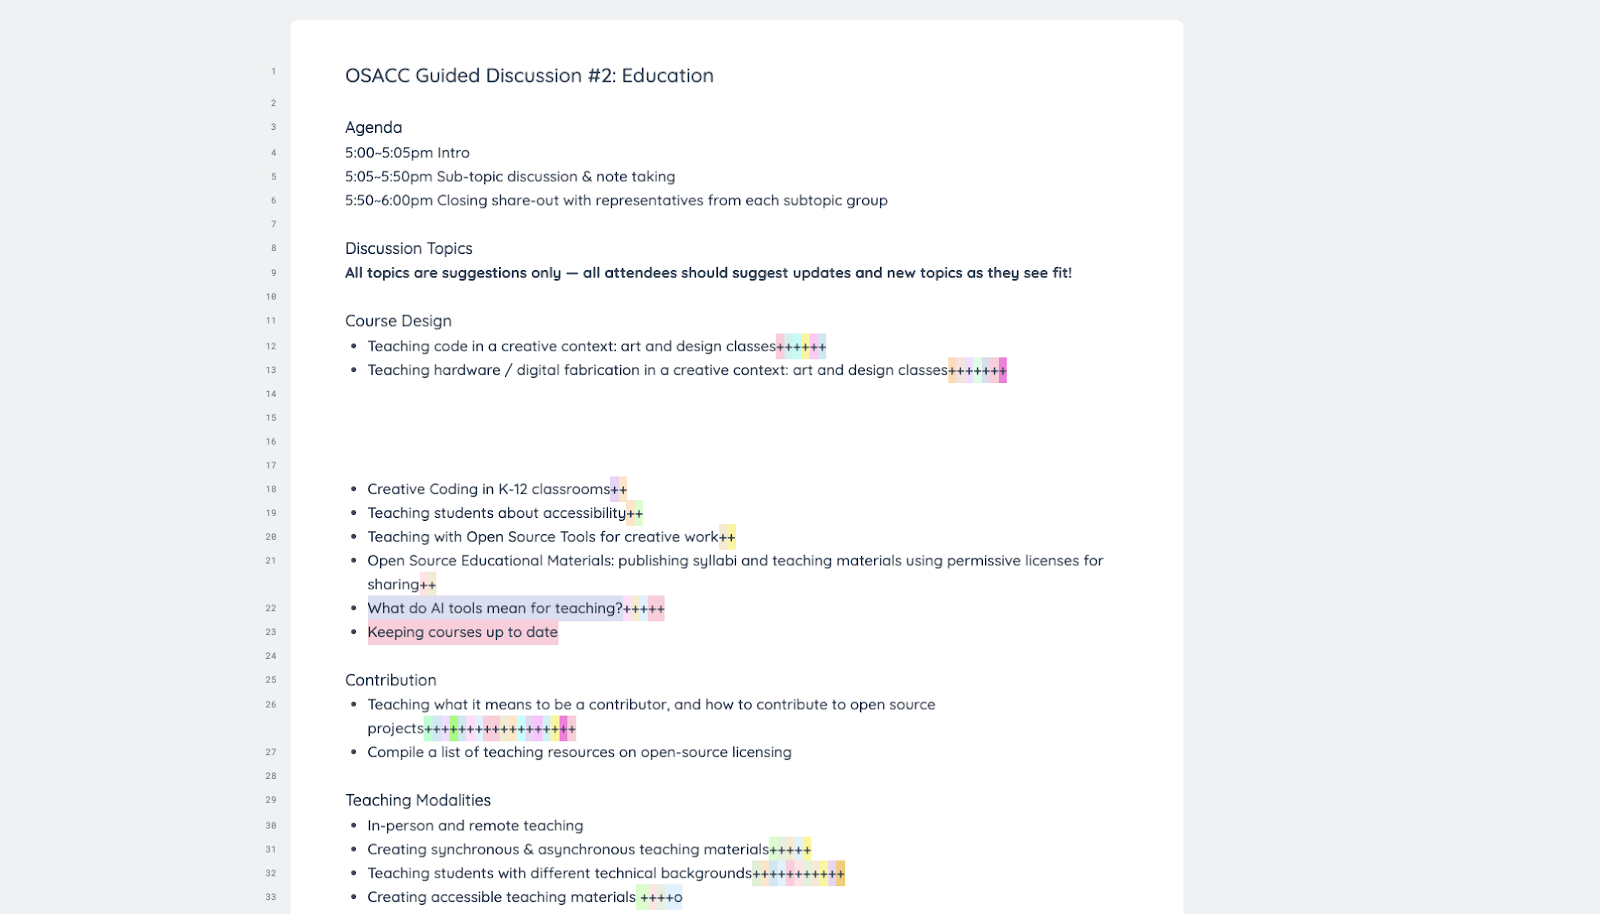 1 OSACC Guided Discussion #2: Education
2
3 Agenda
4 5:00~5:05pm Intro
5 5:05~5:50pm Sub-topic discussion & note taking
6 5:50~6:00pm Closing share-out with representatives from each subtopic group
7
8 Discussion Topics
9 All topics are suggestions only — all attendees should suggest updates and new topics as they see fit!
10
11 Course Design
12 • Teaching code in a creative context: art and design classes++++++
13 • Teaching hardware / digital fabrication in a creative context: art and design classes+++++++
14
15
16
17
18 • Creative Coding in K-12 classrooms++
19 • Teaching students about accessibility++
20 • Teaching with Open Source Tools for creative work++
21 • Open Source Educational Materials: publishing syllabi and teaching materials using permissive licenses for
sharing++
22 • What do AI tools mean for teaching?+++++
23 • Keeping courses up to date
24
25 Contribution
26 • Teaching what it means to be a contributor, and how to contribute to open source
projects++++++++++++++++++
27 • Compile a list of teaching resources on open-source licensing
28
29 Teaching Modalities
30 • In-person and remote teaching
31 • Creating synchronous & asynchronous teaching materials+++++
32 • Teaching students with different technical backgrounds+++++++++++
33 • Creating accessible teaching materials ++++o